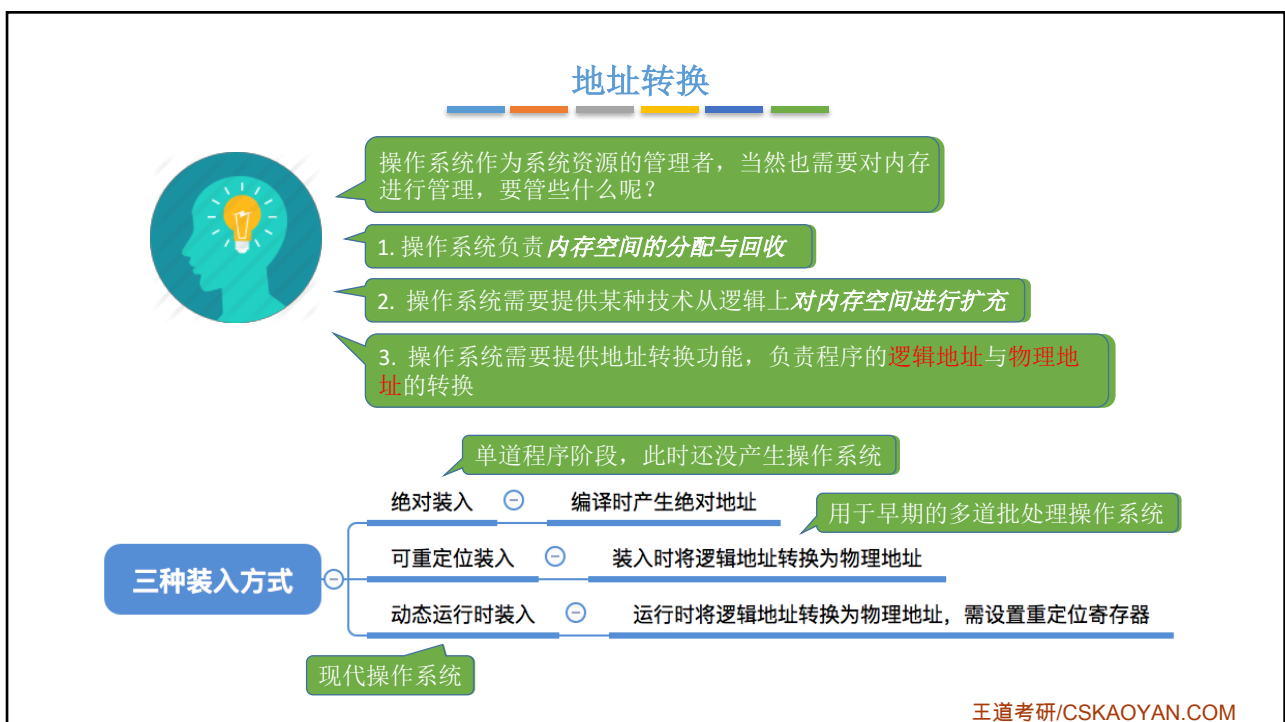 地址转换
操作系统作为系统资源的管理者，当然也需要对内存
进行管理，要管些什么呢？
1. 操作系统负责内存空间的分配与回收
2. 操作系统需要提供某种技术从逻辑上对内存空间进行扩充
3. 操作系统需要提供地址转换功能，负责程序的逻辑地址与物理地
址的转换
单道程序阶段，此时还没产生操作系统
绝对装入 编译时产生绝对地址
用于早期的多道批处理操作系统
可重定位装入 装入时将逻辑地址转换为物理地址
三种装入方式
动态运行时装入 运行时将逻辑地址转换为物理地址，需设置重定位寄存器
现代操作系统
王道考研/CSKAOYAN.COM